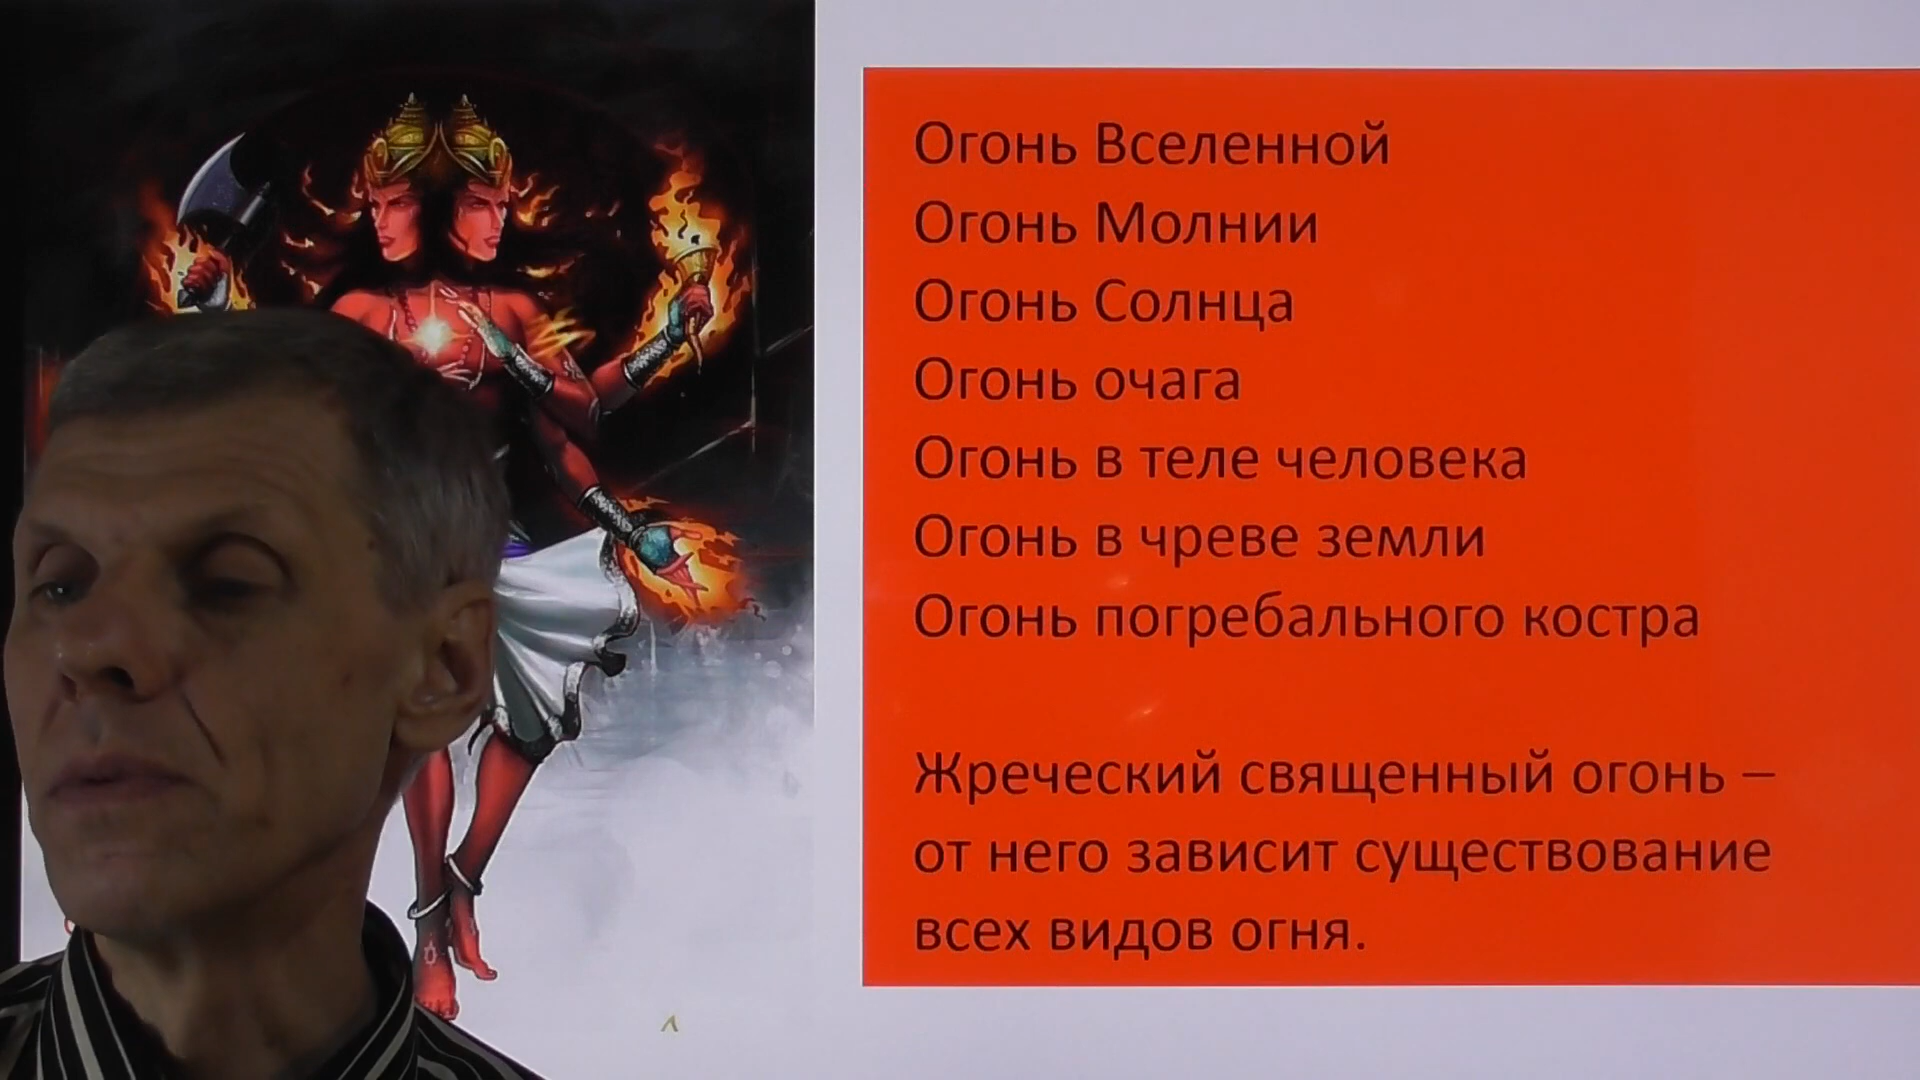 Огонь Вселенной
Огонь Молнии
Огонь Солнца
Огонь очага
Огонь в теле человека
Огонь в чреве земли
Огонь погребального костра
Жреческий священный огонь –
от него зависит существование
всех видов огня.